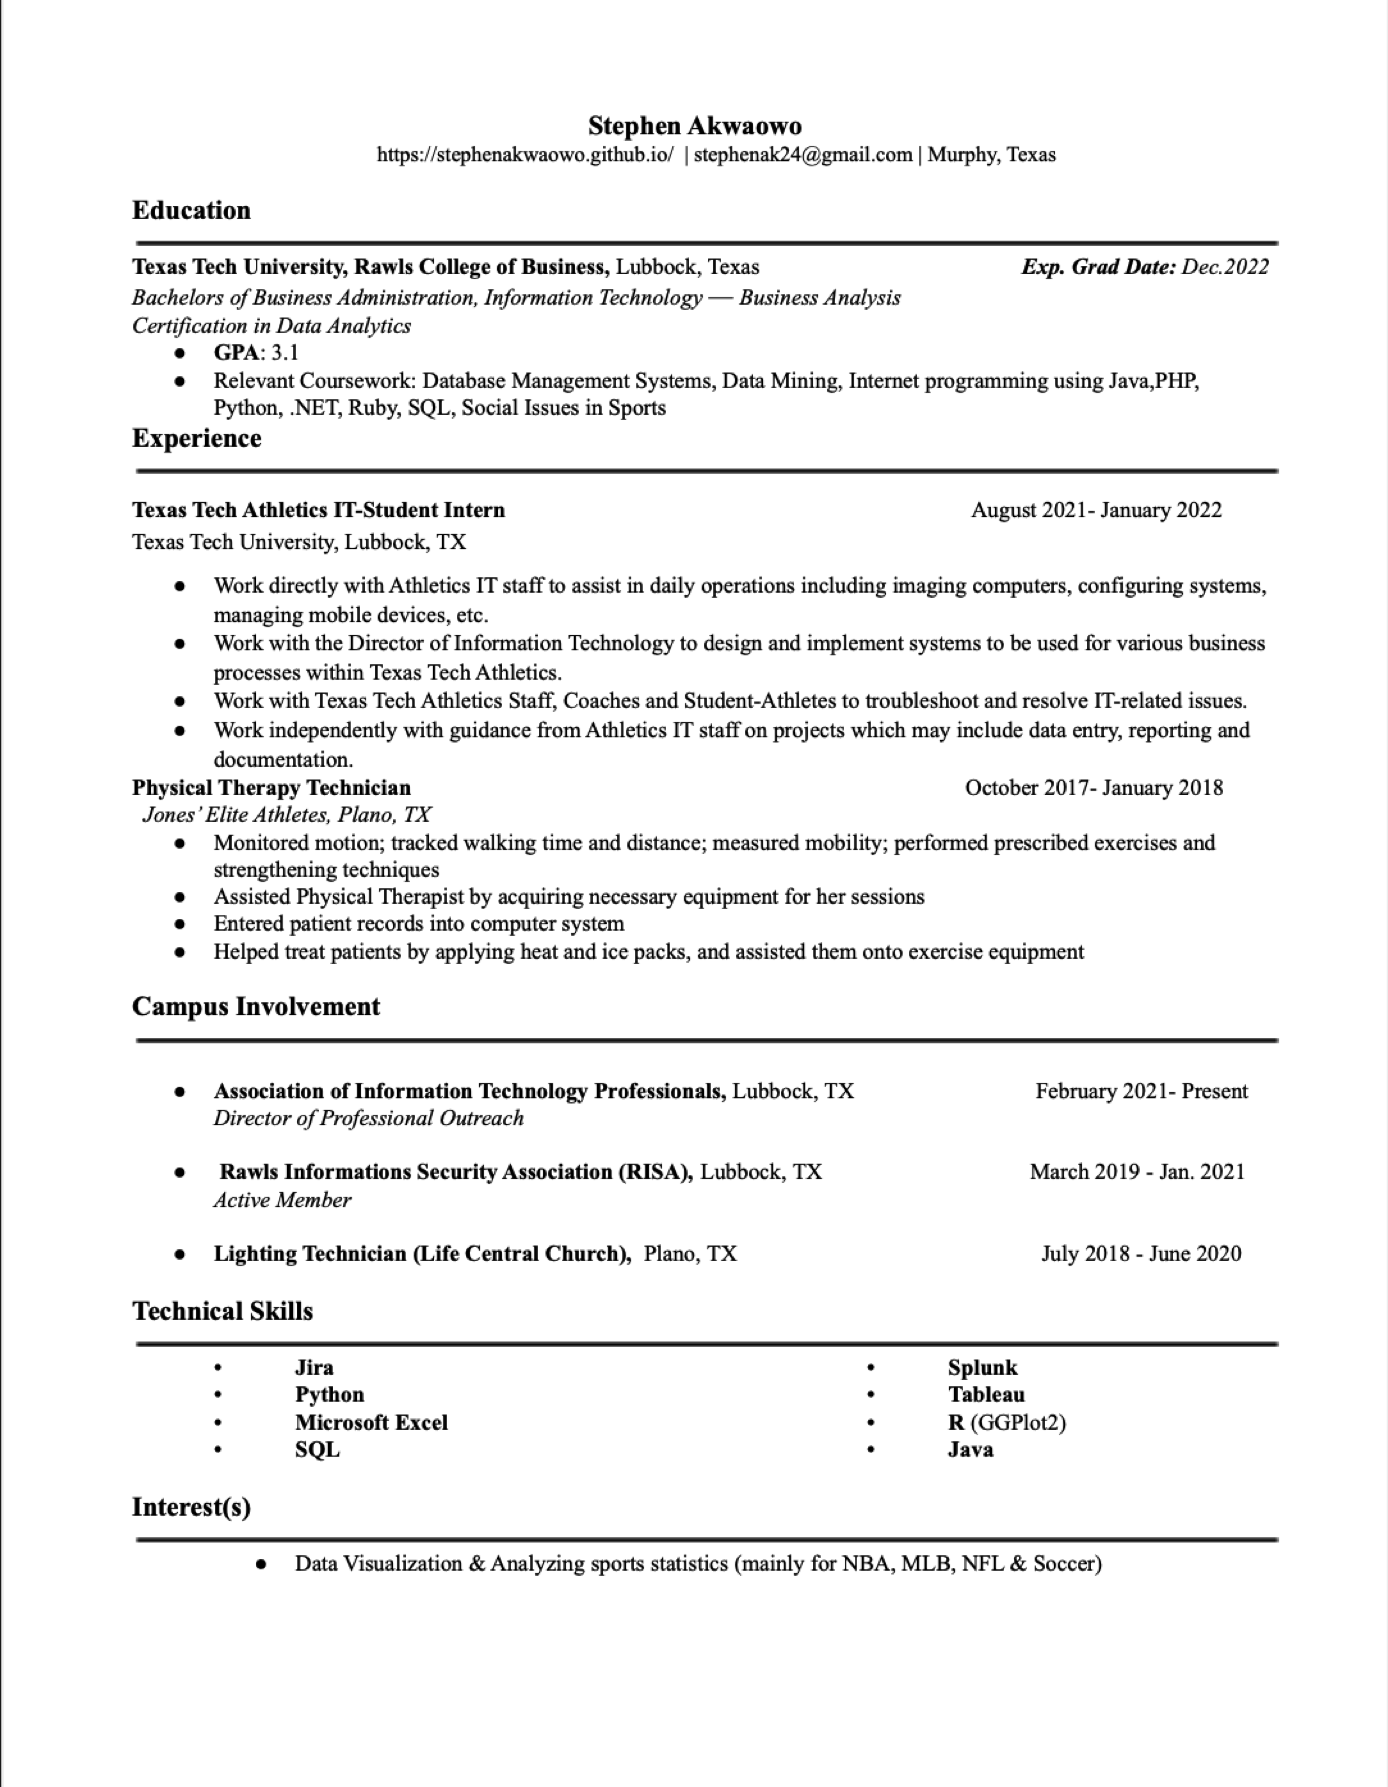 Stephen Akwaowo
https://stephenakwaowo.github.io/ | stephenak24@gmail.com | Murphy, Texas
Education
Texas Tech University, Rawls College of Business, Lubbock, Texas Exp. Grad Date: Dec.2022
Bachelors of Business Administration, Information Technology — Business Analysis
Certification in Data Analytics
● GPA: 3.1
● Relevant Coursework: Database Management Systems, Data Mining, Internet programming using Java,PHP,
Python, .NET, Ruby, SQL, Social Issues in Sports
Experience
Texas Tech Athletics IT-Student Intern August 2021- January 2022
Texas Tech University, Lubbock, TX
● Work directly with Athletics IT staff to assist in daily operations including imaging computers, configuring systems,
managing mobile devices, etc.
● Work with the Director of Information Technology to design and implement systems to be used for various business
processes within Texas Tech Athletics.
● Work with Texas Tech Athletics Staff, Coaches and Student-Athletes to troubleshoot and resolve IT-related issues.
● Work independently with guidance from Athletics IT staff on projects which may include data entry, reporting and
documentation.
Physical Therapy Technician October 2017- January 2018
Jones' Elite Athletes, Plano, TX
● Monitored motion; tracked walking time and distance; measured mobility; performed prescribed exercises and
strengthening techniques
● Assisted Physical Therapist by acquiring necessary equipment for her sessions
● Entered patient records into computer system
● Helped treat patients by applying heat and ice packs, and assisted them onto exercise equipment
Campus Involvement
● Association of Information Technology Professionals, Lubbock, TX February 2021- Present
Director of Professional Outreach
● Rawls Informations Security Association (RISA), Lubbock, TX March 2019 - Jan. 2021
Active Member
● Lighting Technician (Life Central Church), Plano, TX July 2018 - June 2020
Technical Skills
• Jira • Splunk
• Python • Tableau
• Microsoft Excel • R (GGPlot2)
• SQL • Java
Interest(s)
● Data Visualization & Analyzing sports statistics (mainly for NBA, MLB, NFL & Soccer)